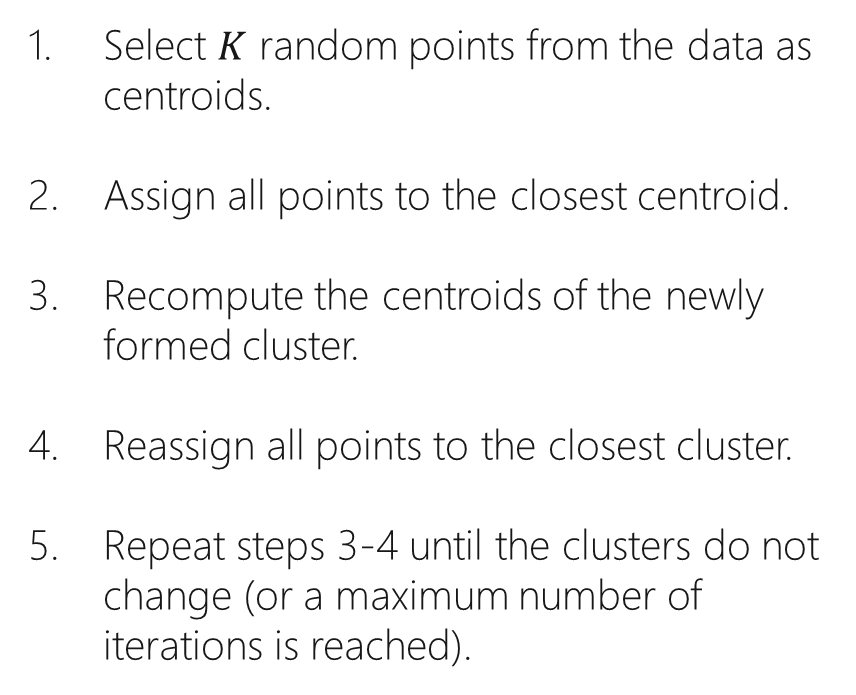 1. Select K random points from the data as
centroids.
2. Assign all points to the closest centroid.
3. Recompute the centroids of the newly
formed cluster.
4. Reassign all points to the closest cluster.
5. Repeat steps 3-4 until the clusters do not
change (or a maximum number of
iterations is reached).